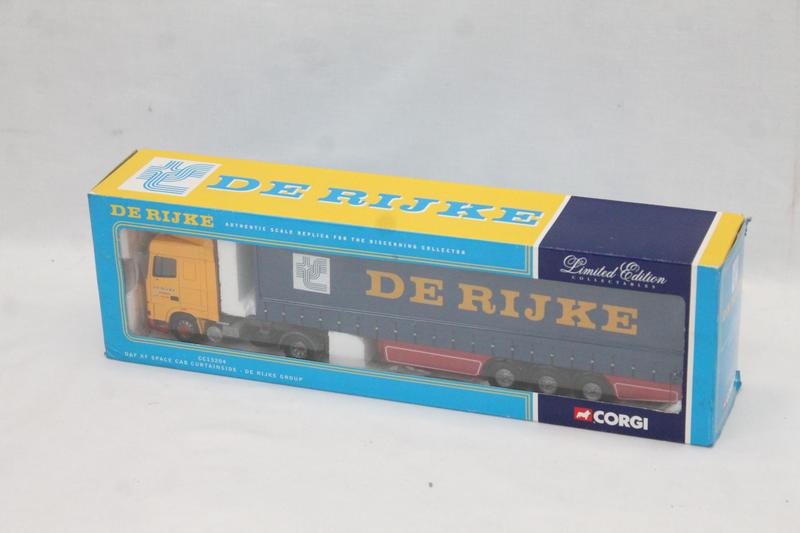 DE RIJKE
DE RIJKE
AUTHENTIC SCALE REPLICA FOR THE DISCERNING COLLECTOR
Limited Edition
COLLECTABLES
DE RIJKE
CC13204
DAF XF SPACE CAB CURTAINSIDE - DE RIJKE GROUP
CORGI